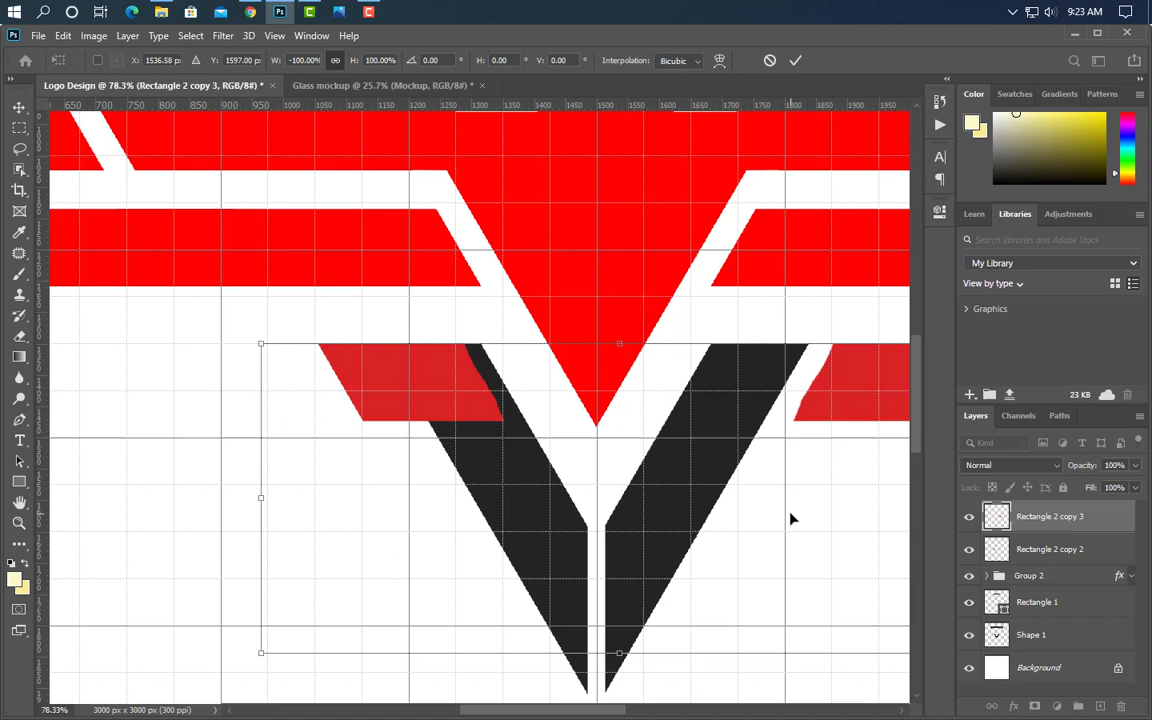 9:23 AM
File Edit Image Layer Type Select Filter 3D View Window Help
X: 1536.58 p: Y: 1597.00 px W: -100.00% H: 100.00% 0.00 ° H: 0.00 ° V: 0.00 ° Interpolation: Bicubic
Logo Design @ 78.3% (Rectangle 2 copy 3, RGB/8#) * × Glass mockup @ 25.7% (Mockup, RGB/8#) * ×
650 700 750 800 850 900 950 1000 1050 1100 1150 1200 1250 1300 1350 1400 1450 1500 1550 1600 1650 1700 1750 1800 1850 1900 1950
Color Swatches Gradients Patterns
Learn Libraries Adjustments
Search libraries and Adobe Stock
My Library
View by type
Graphics
23 KB
Layers Channels Paths
Kind
Normal Opacity: 100%
Lock: Fill: 100%
Rectangle 2 copy 3
Rectangle 2 copy 2
Group 2 fx
Rectangle 1
Shape 1
Background
78.33% 3000 px x 3000 px (300 ppi)